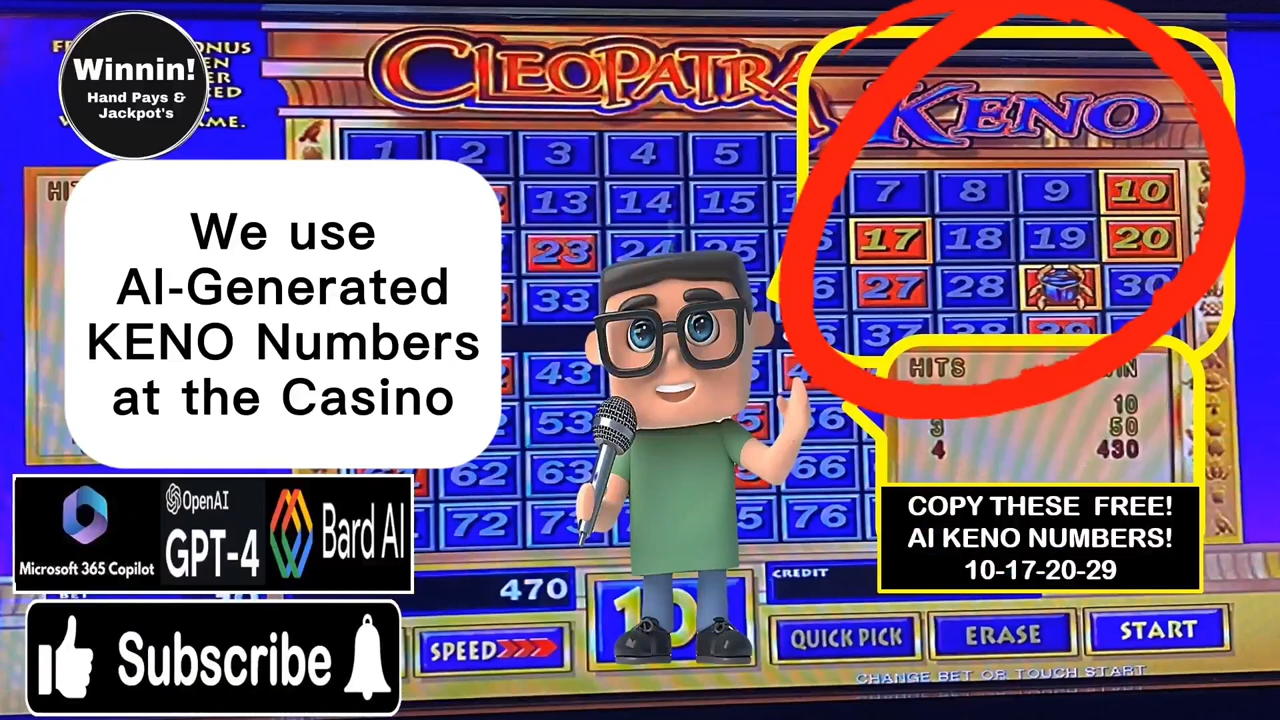 Winnin!
Hand Pays &
Jackpot's
BONUS
CLEOPATRA KENO
We use
AI-Generated
KENO Numbers
at the Casino
1 2 3 4 5 7 8 9 10
13 14 15 17 18 19 20
23 24 25 27 28 30
33 37 39
43
53 56
62 63 66
72 76
HITS
10
3 50
4 430
COPY THESE FREE!
AI KENO NUMBERS!
10-17-20-29
Microsoft 365 Copilot
OpenAI
GPT-4
Bard AI
470
10
CREDIT
Subscribe
SPEED
QUICK PICK
ERASE
START
CHANGE BET OR TOUCH START